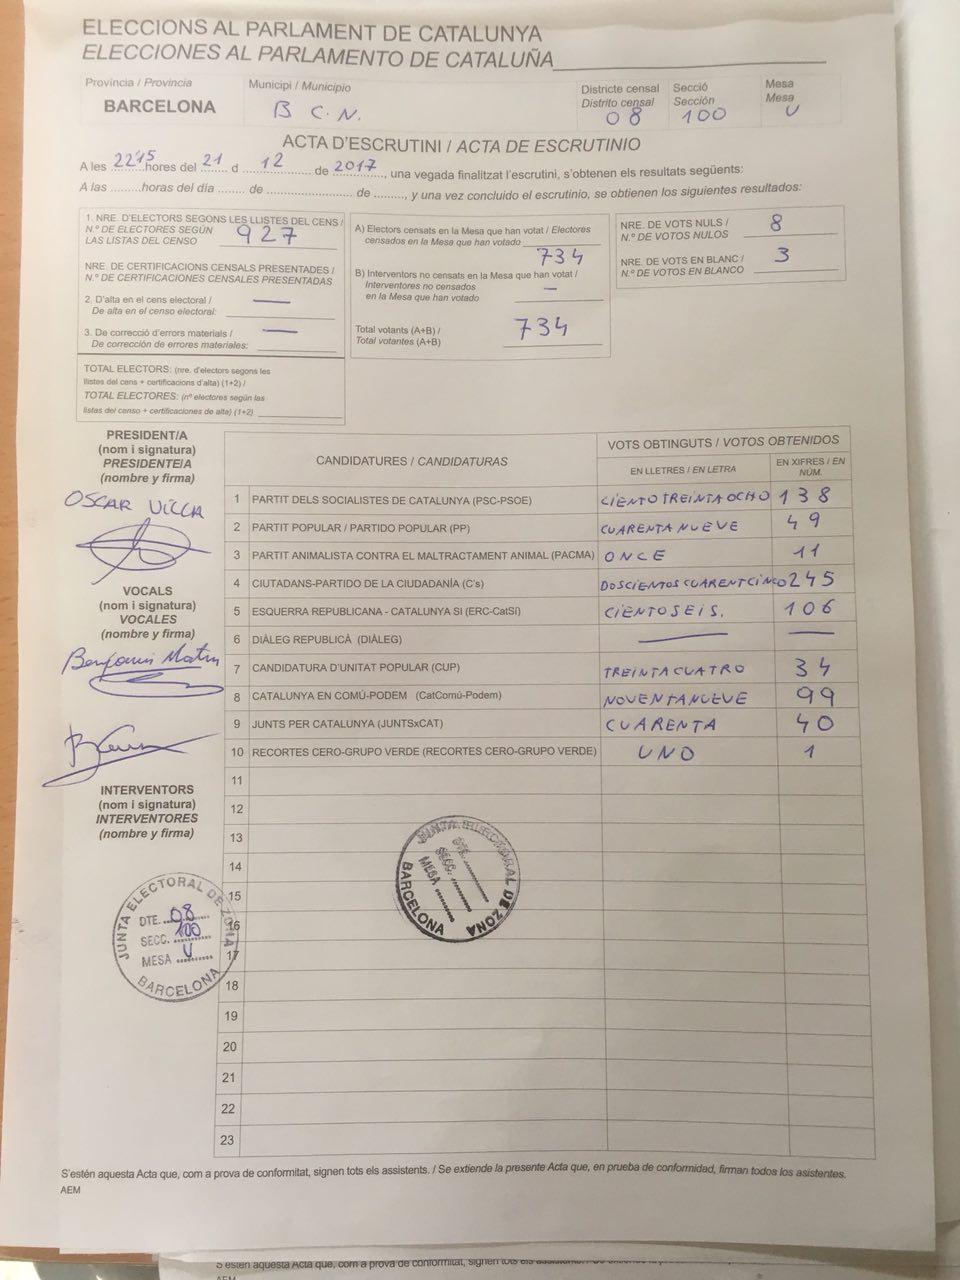 ELECCIONS AL PARLAMENT DE CATALUNYA
ELECCIONES AL PARLAMENTO DE CATALUÑA
Província / Provincia
BARCELONA
Municipi / Municipio
B C.N.
Districte censal
Distrito censal
08
Secció
Sección
100
Mesa
Mesa
U
ACTA D'ESCRUTINI / ACTA DE ESCRUTINIO
A les 22'15 hores del 21 d 12 de 2017, una vegada finalitzat l'escrutini, s'obtenen els resultats següents:
A las .........horas del día ....... de ........................ de ........, y una vez concluido el escrutinio, se obtienen los siguientes resultados:
1. NRE. D'ELECTORS SEGONS LES LLISTES DEL CENS /
N.º DE ELECTORES SEGÚN
LAS LISTAS DEL CENSO
927
NRE. DE CERTIFICACIONS CENSALS PRESENTADES /
N.º DE CERTIFICACIONES CENSALES PRESENTADAS
2. D'alta en el cens electoral /
De alta en el censo electoral:
—
3. De correcció d'errors materials /
De corrección de errores materiales:
—
TOTAL ELECTORS: (nre. d'electors segons les
llistes del cens + certificacions d'alta) (1+2) /
TOTAL ELECTORES: (nº electores según las
listas del censo + certificaciones de alta) (1+2)
A) Electors censats en la Mesa que han votat / Electores
censados en la Mesa que han votado
734
B) Interventors no censats en la Mesa que han votat /
Interventores no censados
en la Mesa que han votado
—
Total votants (A+B) /
Total votantes (A+B)
734
NRE. DE VOTS NULS /
N.º DE VOTOS NULOS
8
NRE. DE VOTS EN BLANC /
N.º DE VOTOS EN BLANCO
3
PRESIDENT/A
(nom i signatura)
PRESIDENTE/A
(nombre y firma)
OSCAR
VOCALS
(nom i signatura)
VOCALES
(nombre y firma)
Benjamin
INTERVENTORS
(nom i signatura)
INTERVENTORES
(nombre y firma)
CANDIDATURES / CANDIDATURAS
VOTS OBTINGUTS / VOTOS OBTENIDOS
EN LLETRES / EN LETRA
EN XIFRES / EN NÚM.
1 PARTIT DELS SOCIALISTES DE CATALUNYA (PSC-PSOE) CIENTO TREINTA OCHO 138
2 PARTIT POPULAR / PARTIDO POPULAR (PP) CUARENTA NUEVE 49
3 PARTIT ANIMALISTA CONTRA EL MALTRACTAMENT ANIMAL (PACMA) ONCE 11
4 CIUTADANS-PARTIDO DE LA CIUDADANÍA (C's) DOSCIENTOS CUARENTCINCO 245
5 ESQUERRA REPUBLICANA - CATALUNYA SI (ERC-CatSí) CIENTO SEIS. 106
6 DIÀLEG REPUBLICÀ (DIÀLEG) — —
7 CANDIDATURA D'UNITAT POPULAR (CUP) TREINTA CUATRO 34
8 CATALUNYA EN COMÚ-PODEM (CatComú-Podem) NOVENTA NUEVE 99
9 JUNTS PER CATALUNYA (JUNTSxCAT) CUARENTA 40
10 RECORTES CERO-GRUPO VERDE (RECORTES CERO-GRUPO VERDE) UNO 1
11
12
13
14
15
16
17
18
19
20
21
22
23
JUNTA ELECTORAL DE ZONA
DTE. ............
SECC. ............
MESA ............
BARCELONA
JUNTA ELECTORAL DE ZONA
DTE. 08
SECC. 100
MESA U
BARCELONA
S'estén aquesta Acta que, com a prova de conformitat, signen tots els assistents. / Se extiende la presente Acta que, en prueba de conformidad, firman todos los asistentes.
AEM
S'estén aquesta Acta que, com a prova de conformitat, signen tots els
AEM